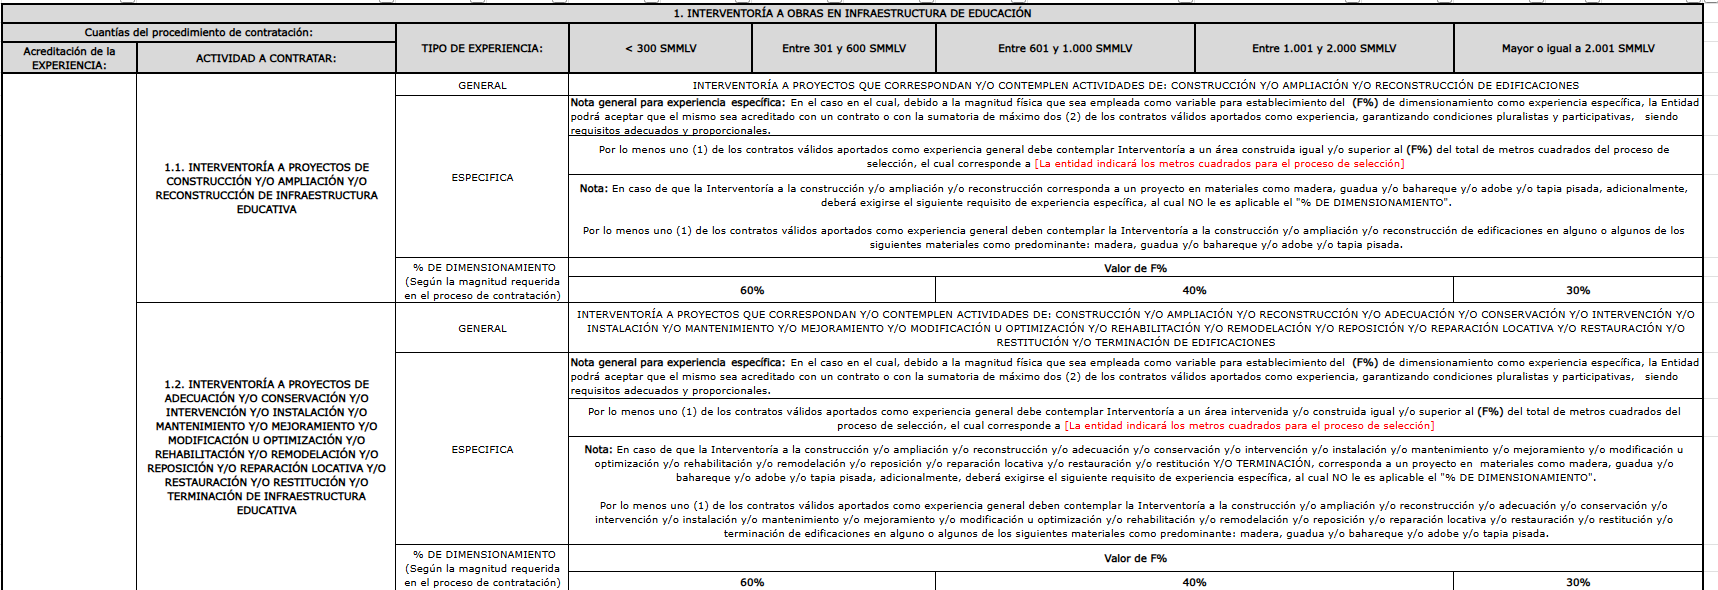 1. INTERVENTORÍA A OBRAS EN INFRAESTRUCTURA DE EDUCACIÓN
Cuantías del procedimiento de contratación:
Acreditación de la
EXPERIENCIA:
ACTIVIDAD A CONTRATAR:
TIPO DE EXPERIENCIA:
< 300 SMMLV
Entre 301 y 600 SMMLV
Entre 601 y 1.000 SMMLV
Entre 1.001 y 2.000 SMMLV
Mayor o igual a 2.001 SMMLV
1.1. INTERVENTORÍA A PROYECTOS DE
CONSTRUCCIÓN Y/O AMPLIACIÓN Y/O
RECONSTRUCCIÓN DE INFRAESTRUCTURA
EDUCATIVA
GENERAL
INTERVENTORÍA A PROYECTOS QUE CORRESPONDAN Y/O CONTEMPLEN ACTIVIDADES DE: CONSTRUCCIÓN Y/O AMPLIACIÓN Y/O RECONSTRUCCIÓN DE EDIFICACIONES
ESPECIFICA
Nota general para experiencia específica: En el caso en el cual, debido a la magnitud física que sea empleada como variable para establecimiento del (F%) de dimensionamiento como experiencia específica, la Entidad
podrá aceptar que el mismo sea acreditado con un contrato o con la sumatoria de máximo dos (2) de los contratos válidos aportados como experiencia, garantizando condiciones pluralistas y participativas, siendo
requisitos adecuados y proporcionales.
Por lo menos uno (1) de los contratos válidos aportados como experiencia general debe contemplar Interventoría a un área construida igual y/o superior al (F%) del total de metros cuadrados del proceso de
selección, el cual corresponde a [La entidad indicará los metros cuadrados para el proceso de selección]
Nota: En caso de que la Interventoría a la construcción y/o ampliación y/o reconstrucción corresponda a un proyecto en materiales como madera, guadua y/o bahareque y/o adobe y/o tapia pisada, adicionalmente,
deberá exigirse el siguiente requisito de experiencia específica, al cual NO le es aplicable el "% DE DIMENSIONAMIENTO".
Por lo menos uno (1) de los contratos válidos aportados como experiencia general deben contemplar la Interventoría a la construcción y/o ampliación y/o reconstrucción de edificaciones en alguno o algunos de los
siguientes materiales como predominante: madera, guadua y/o bahareque y/o adobe y/o tapia pisada.
% DE DIMENSIONAMIENTO
(Según la magnitud requerida
en el proceso de contratación)
Valor de F%
60%
40%
30%
1.2. INTERVENTORÍA A PROYECTOS DE
ADECUACIÓN Y/O CONSERVACIÓN Y/O
INTERVENCIÓN Y/O INSTALACIÓN Y/O
MANTENIMIENTO Y/O MEJORAMIENTO Y/O
MODIFICACIÓN U OPTIMIZACIÓN Y/O
REHABILITACIÓN Y/O REMODELACIÓN Y/O
REPOSICIÓN Y/O REPARACIÓN LOCATIVA Y/O
RESTAURACIÓN Y/O RESTITUCIÓN Y/O
TERMINACIÓN DE INFRAESTRUCTURA
EDUCATIVA
GENERAL
INTERVENTORÍA A PROYECTOS QUE CORRESPONDAN Y/O CONTEMPLEN ACTIVIDADES DE: CONSTRUCCIÓN Y/O AMPLIACIÓN Y/O RECONSTRUCCIÓN Y/O ADECUACIÓN Y/O CONSERVACIÓN Y/O INTERVENCIÓN Y/O
INSTALACIÓN Y/O MANTENIMIENTO Y/O MEJORAMIENTO Y/O MODIFICACIÓN U OPTIMIZACIÓN Y/O REHABILITACIÓN Y/O REMODELACIÓN Y/O REPOSICIÓN Y/O REPARACIÓN LOCATIVA Y/O RESTAURACIÓN Y/O
RESTITUCIÓN Y/O TERMINACIÓN DE EDIFICACIONES
ESPECIFICA
Nota general para experiencia específica: En el caso en el cual, debido a la magnitud física que sea empleada como variable para establecimiento del (F%) de dimensionamiento como experiencia específica, la Entidad
podrá aceptar que el mismo sea acreditado con un contrato o con la sumatoria de máximo dos (2) de los contratos válidos aportados como experiencia, garantizando condiciones pluralistas y participativas, siendo
requisitos adecuados y proporcionales.
Por lo menos uno (1) de los contratos válidos aportados como experiencia general debe contemplar Interventoría a un área intervenida y/o construida igual y/o superior al (F%) del total de metros cuadrados del
proceso de selección, el cual corresponde a [La entidad indicará los metros cuadrados para el proceso de selección]
Nota: En caso de que la Interventoría a la construcción y/o ampliación y/o reconstrucción y/o adecuación y/o conservación y/o intervención y/o instalación y/o mantenimiento y/o mejoramiento y/o modificación u
optimización y/o rehabilitación y/o remodelación y/o reposición y/o reparación locativa y/o restauración y/o restitución Y/O TERMINACIÓN, corresponda a un proyecto en materiales como madera, guadua y/o
bahareque y/o adobe y/o tapia pisada, adicionalmente, deberá exigirse el siguiente requisito de experiencia específica, al cual NO le es aplicable el "% DE DIMENSIONAMIENTO".
Por lo menos uno (1) de los contratos válidos aportados como experiencia general deben contemplar la Interventoría a la construcción y/o ampliación y/o reconstrucción y/o adecuación y/o conservación y/o
intervención y/o instalación y/o mantenimiento y/o mejoramiento y/o modificación u optimización y/o rehabilitación y/o remodelación y/o reposición y/o reparación locativa y/o restauración y/o restitución y/o
terminación de edificaciones en alguno o algunos de los siguientes materiales como predominante: madera, guadua y/o bahareque y/o adobe y/o tapia pisada.
% DE DIMENSIONAMIENTO
(Según la magnitud requerida
en el proceso de contratación)
Valor de F%
60%
40%
30%